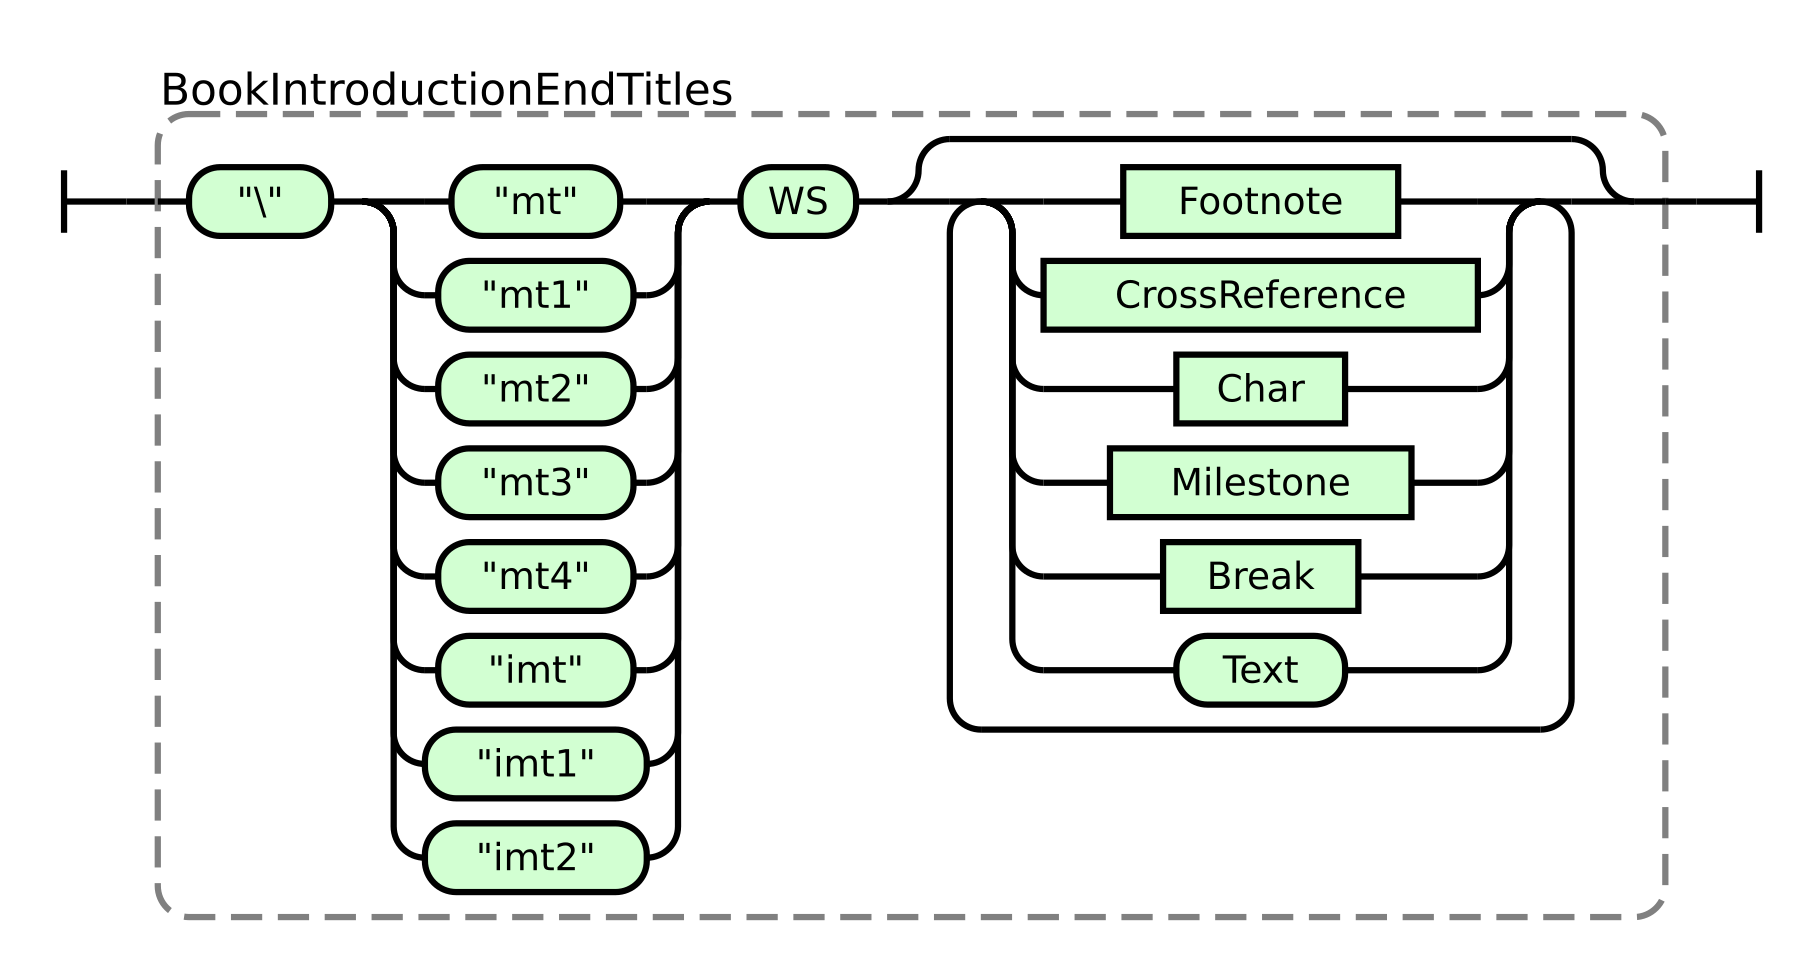 BookIntroductionEndTitles
"\"
"mt"
"mt1"
"mt2"
"mt3"
"mt4"
"imt"
"imt1"
"imt2"
WS
Footnote
CrossReference
Char
Milestone
Break
Text